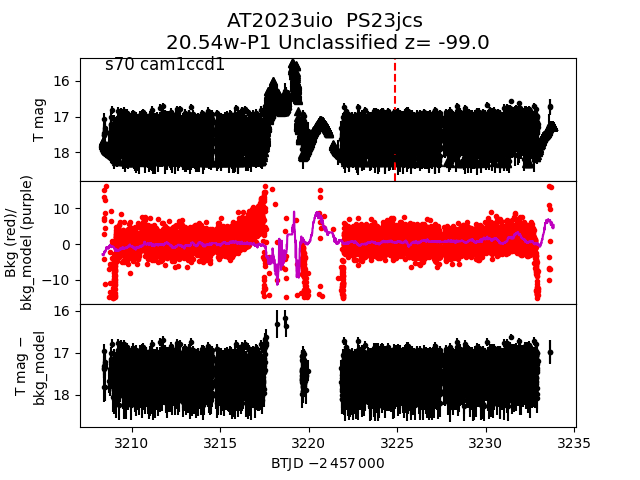 AT2023uio PS23jcs
20.54w-P1 Unclassified z= -99.0
s70 cam1ccd1
T mag
16
17
18
Bkg (red)/
bkg_model (purple)
10
0
−10
T mag −
bkg_model
16
17
18
3210 3215 3220 3225 3230 3235
BTJD −2 457 000